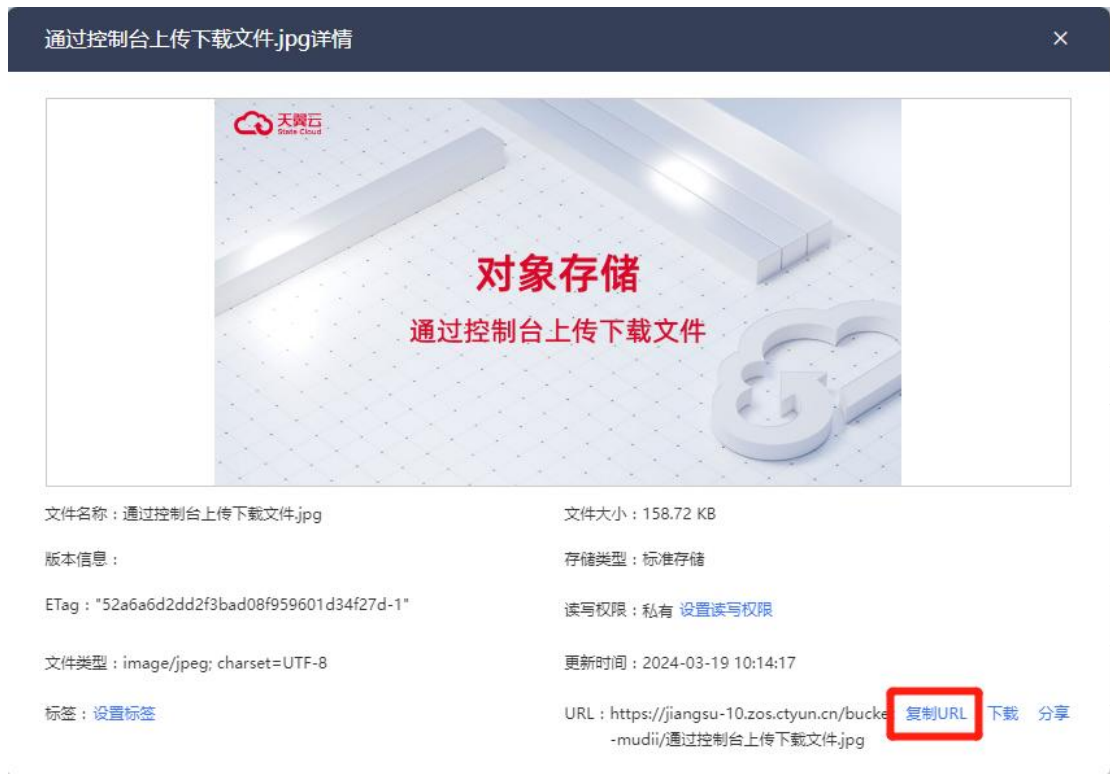 通过控制台上传下载文件.jpg详情
天翼云
State Cloud
对象存储
通过控制台上传下载文件
文件名称：通过控制台上传下载文件.jpg
文件大小：158.72 KB
版本信息：
存储类型：标准存储
ETag："52a6a6d2dd2f3bad08f959601d34f27d-1"
读写权限：私有 设置读写权限
文件类型：image/jpeg; charset=UTF-8
更新时间：2024-03-19 10:14:17
标签：设置标签
URL：https://jiangsu-10.zos.ctyun.cn/bucke 复制URL 下载 分享
-mudii/通过控制台上传下载文件.jpg